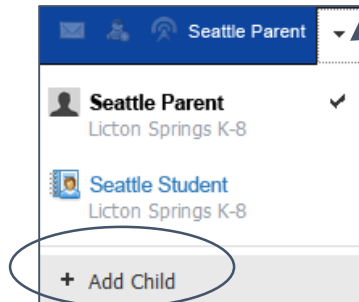 Seattle Parent
Seattle Parent
Licton Springs K-8
Seattle Student
Licton Springs K-8
+ Add Child